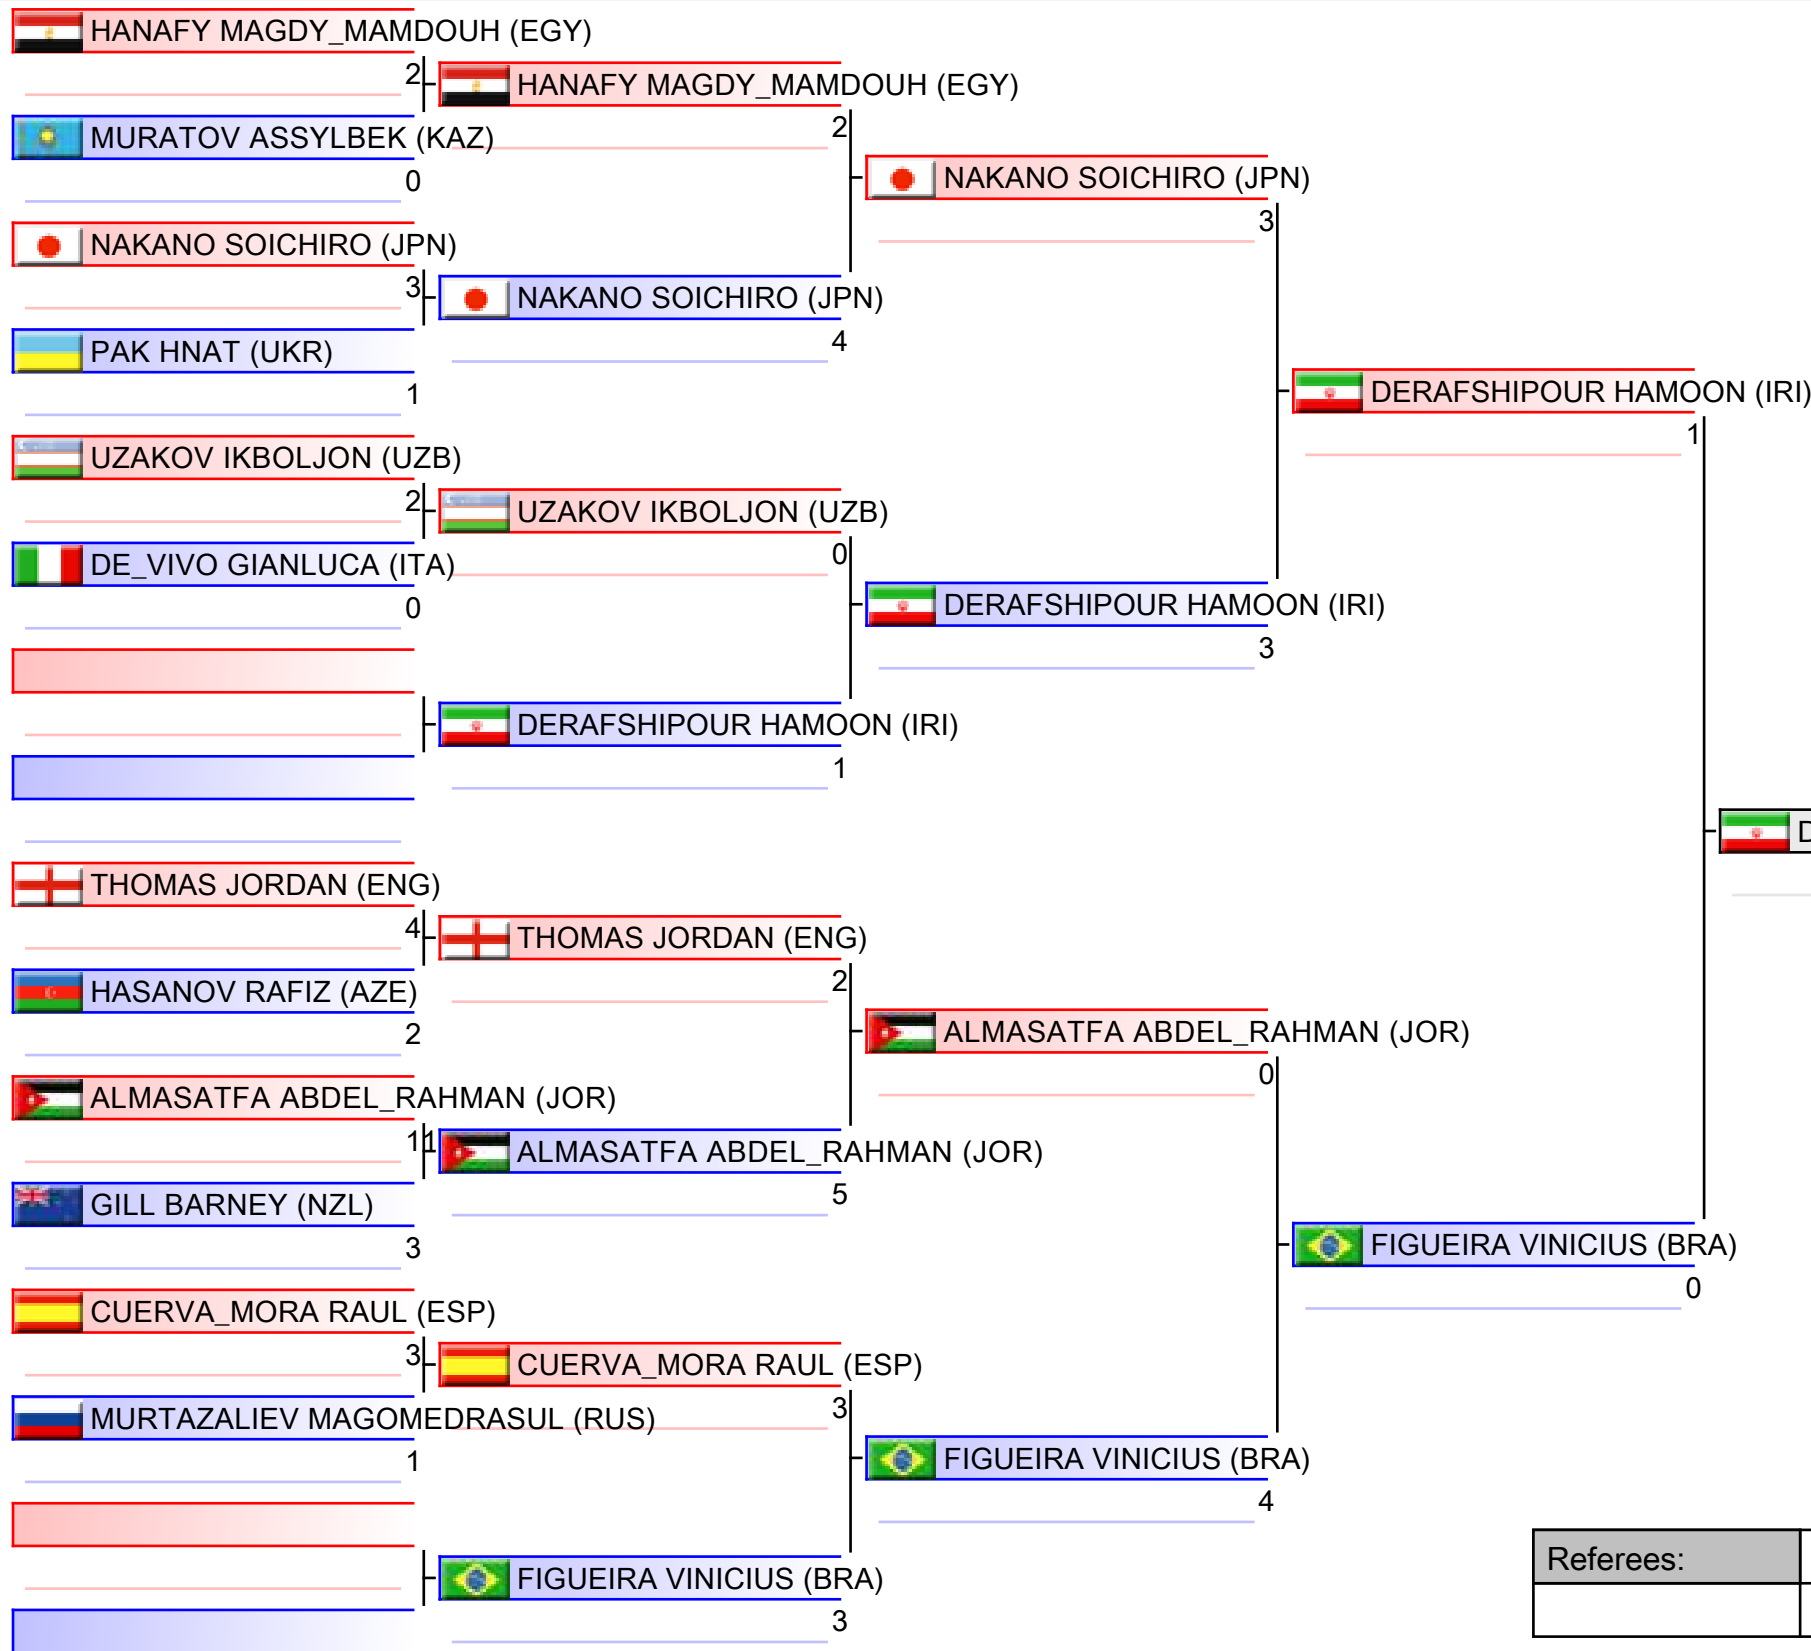 HANAFY MAGDY_MAMDOUH (EGY)
2
HANAFY MAGDY_MAMDOUH (EGY)
2
MURATOV ASSYLBEK (KAZ)
0
NAKANO SOICHIRO (JPN)
3
NAKANO SOICHIRO (JPN)
3
NAKANO SOICHIRO (JPN)
4
PAK HNAT (UKR)
1
DERAFSHIPOUR HAMOON (IRI)
1
UZAKOV IKBOLJON (UZB)
2
UZAKOV IKBOLJON (UZB)
0
DE_VIVO GIANLUCA (ITA)
0
DERAFSHIPOUR HAMOON (IRI)
3
DERAFSHIPOUR HAMOON (IRI)
1
D
THOMAS JORDAN (ENG)
4
THOMAS JORDAN (ENG)
2
HASANOV RAFIZ (AZE)
2
ALMASATFA ABDEL_RAHMAN (JOR)
0
ALMASATFA ABDEL_RAHMAN (JOR)
11
ALMASATFA ABDEL_RAHMAN (JOR)
5
GILL BARNEY (NZL)
3
FIGUEIRA VINICIUS (BRA)
0
CUERVA_MORA RAUL (ESP)
3
CUERVA_MORA RAUL (ESP)
3
MURTAZALIEV MAGOMEDRASUL (RUS)
1
FIGUEIRA VINICIUS (BRA)
4
FIGUEIRA VINICIUS (BRA)
3
Referees: